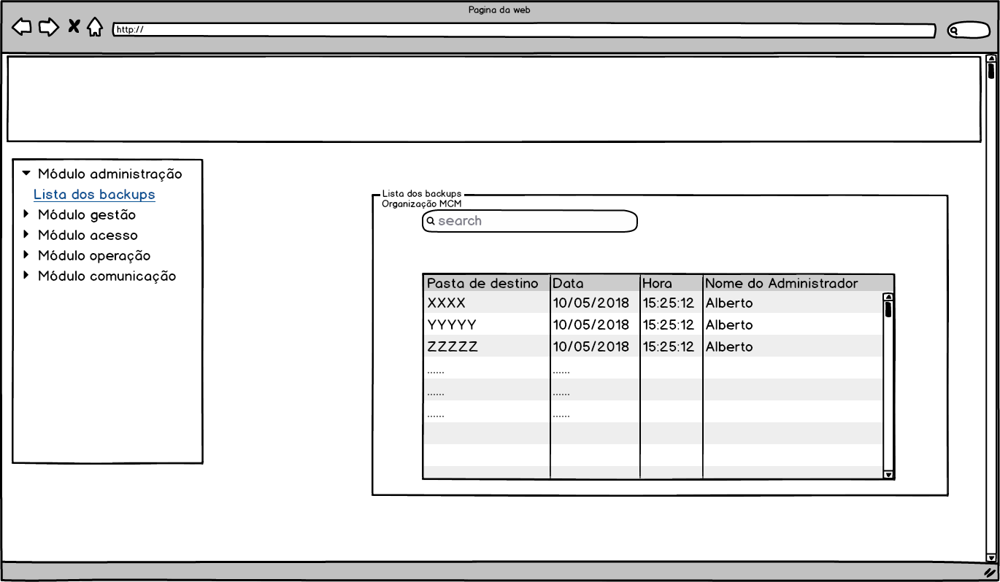 Pagina da web
http://
Módulo administração
Lista dos backups
Módulo gestão
Módulo acesso
Módulo operação
Módulo comunicação
Lista dos backups
Organização MCM
search
Pasta de destino Data Hora Nome do Administrador
XXXX 10/05/2018 15:25:12 Alberto
YYYYY 10/05/2018 15:25:12 Alberto
ZZZZZ 10/05/2018 15:25:12 Alberto
...... ......
...... ......
...... ......